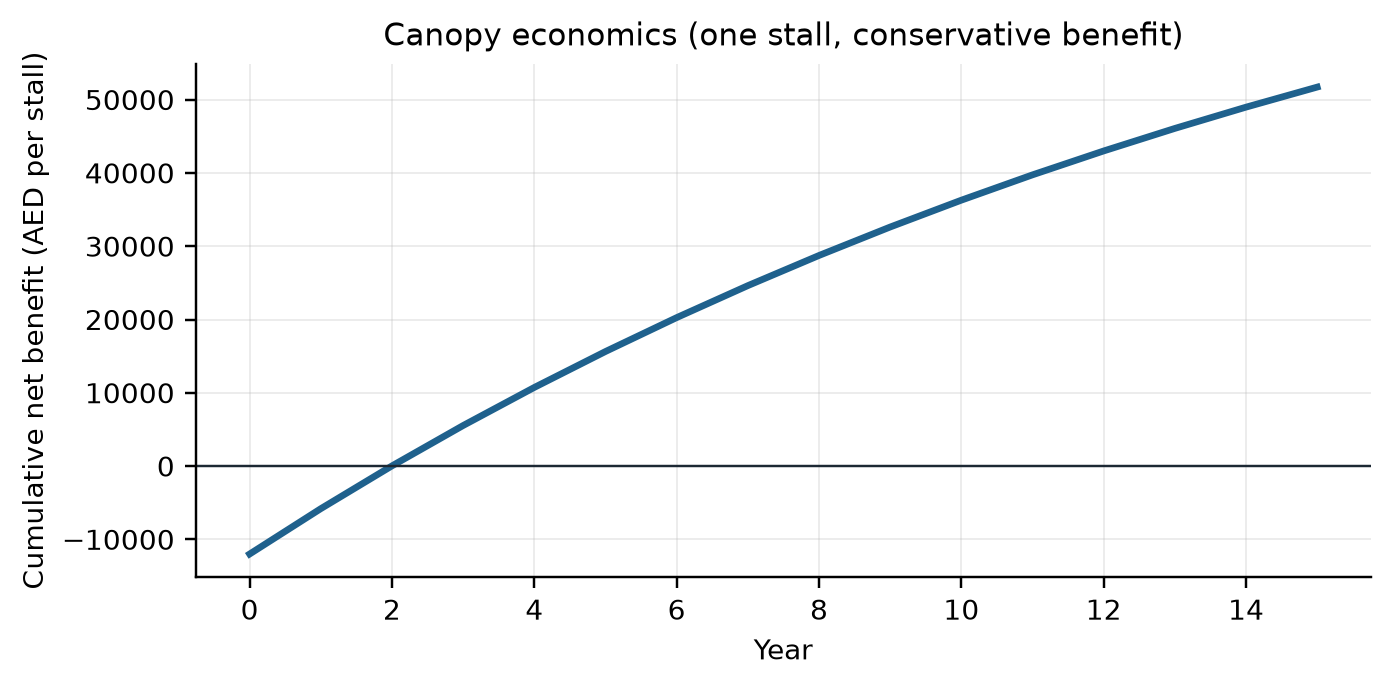 Canopy economics (one stall, conservative benefit)
Cumulative net benefit (AED per stall)
50000
40000
30000
20000
10000
0
−10000
0 2 4 6 8 10 12 14
Year